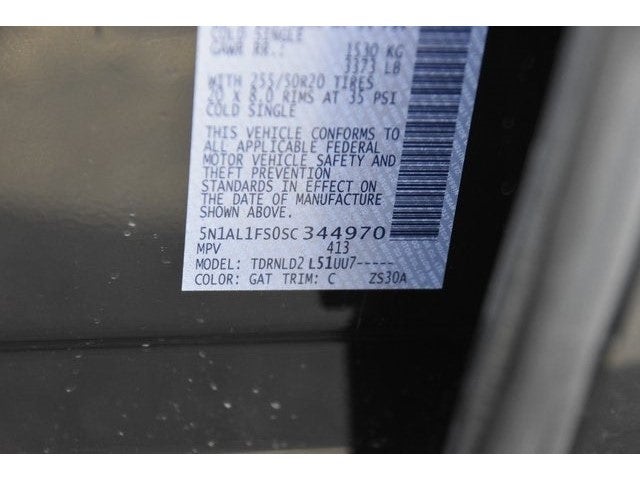 COLD SINGLE
GAWR RR.: 1530 KG
3373 LB
WITH 255/50R20 TIRES
20 X 8.0 RIMS AT 35 PSI
COLD SINGLE
THIS VEHICLE CONFORMS TO
ALL APPLICABLE FEDERAL
MOTOR VEHICLE SAFETY AND
THEFT PREVENTION
STANDARDS IN EFFECT ON
THE DATE OF MANUFACTURE
SHOWN ABOVE.
5N1AL1FS0SC344970
MPV 413
MODEL: TDRNLD2 L51UU7-----
COLOR: GAT TRIM: C ZS30A